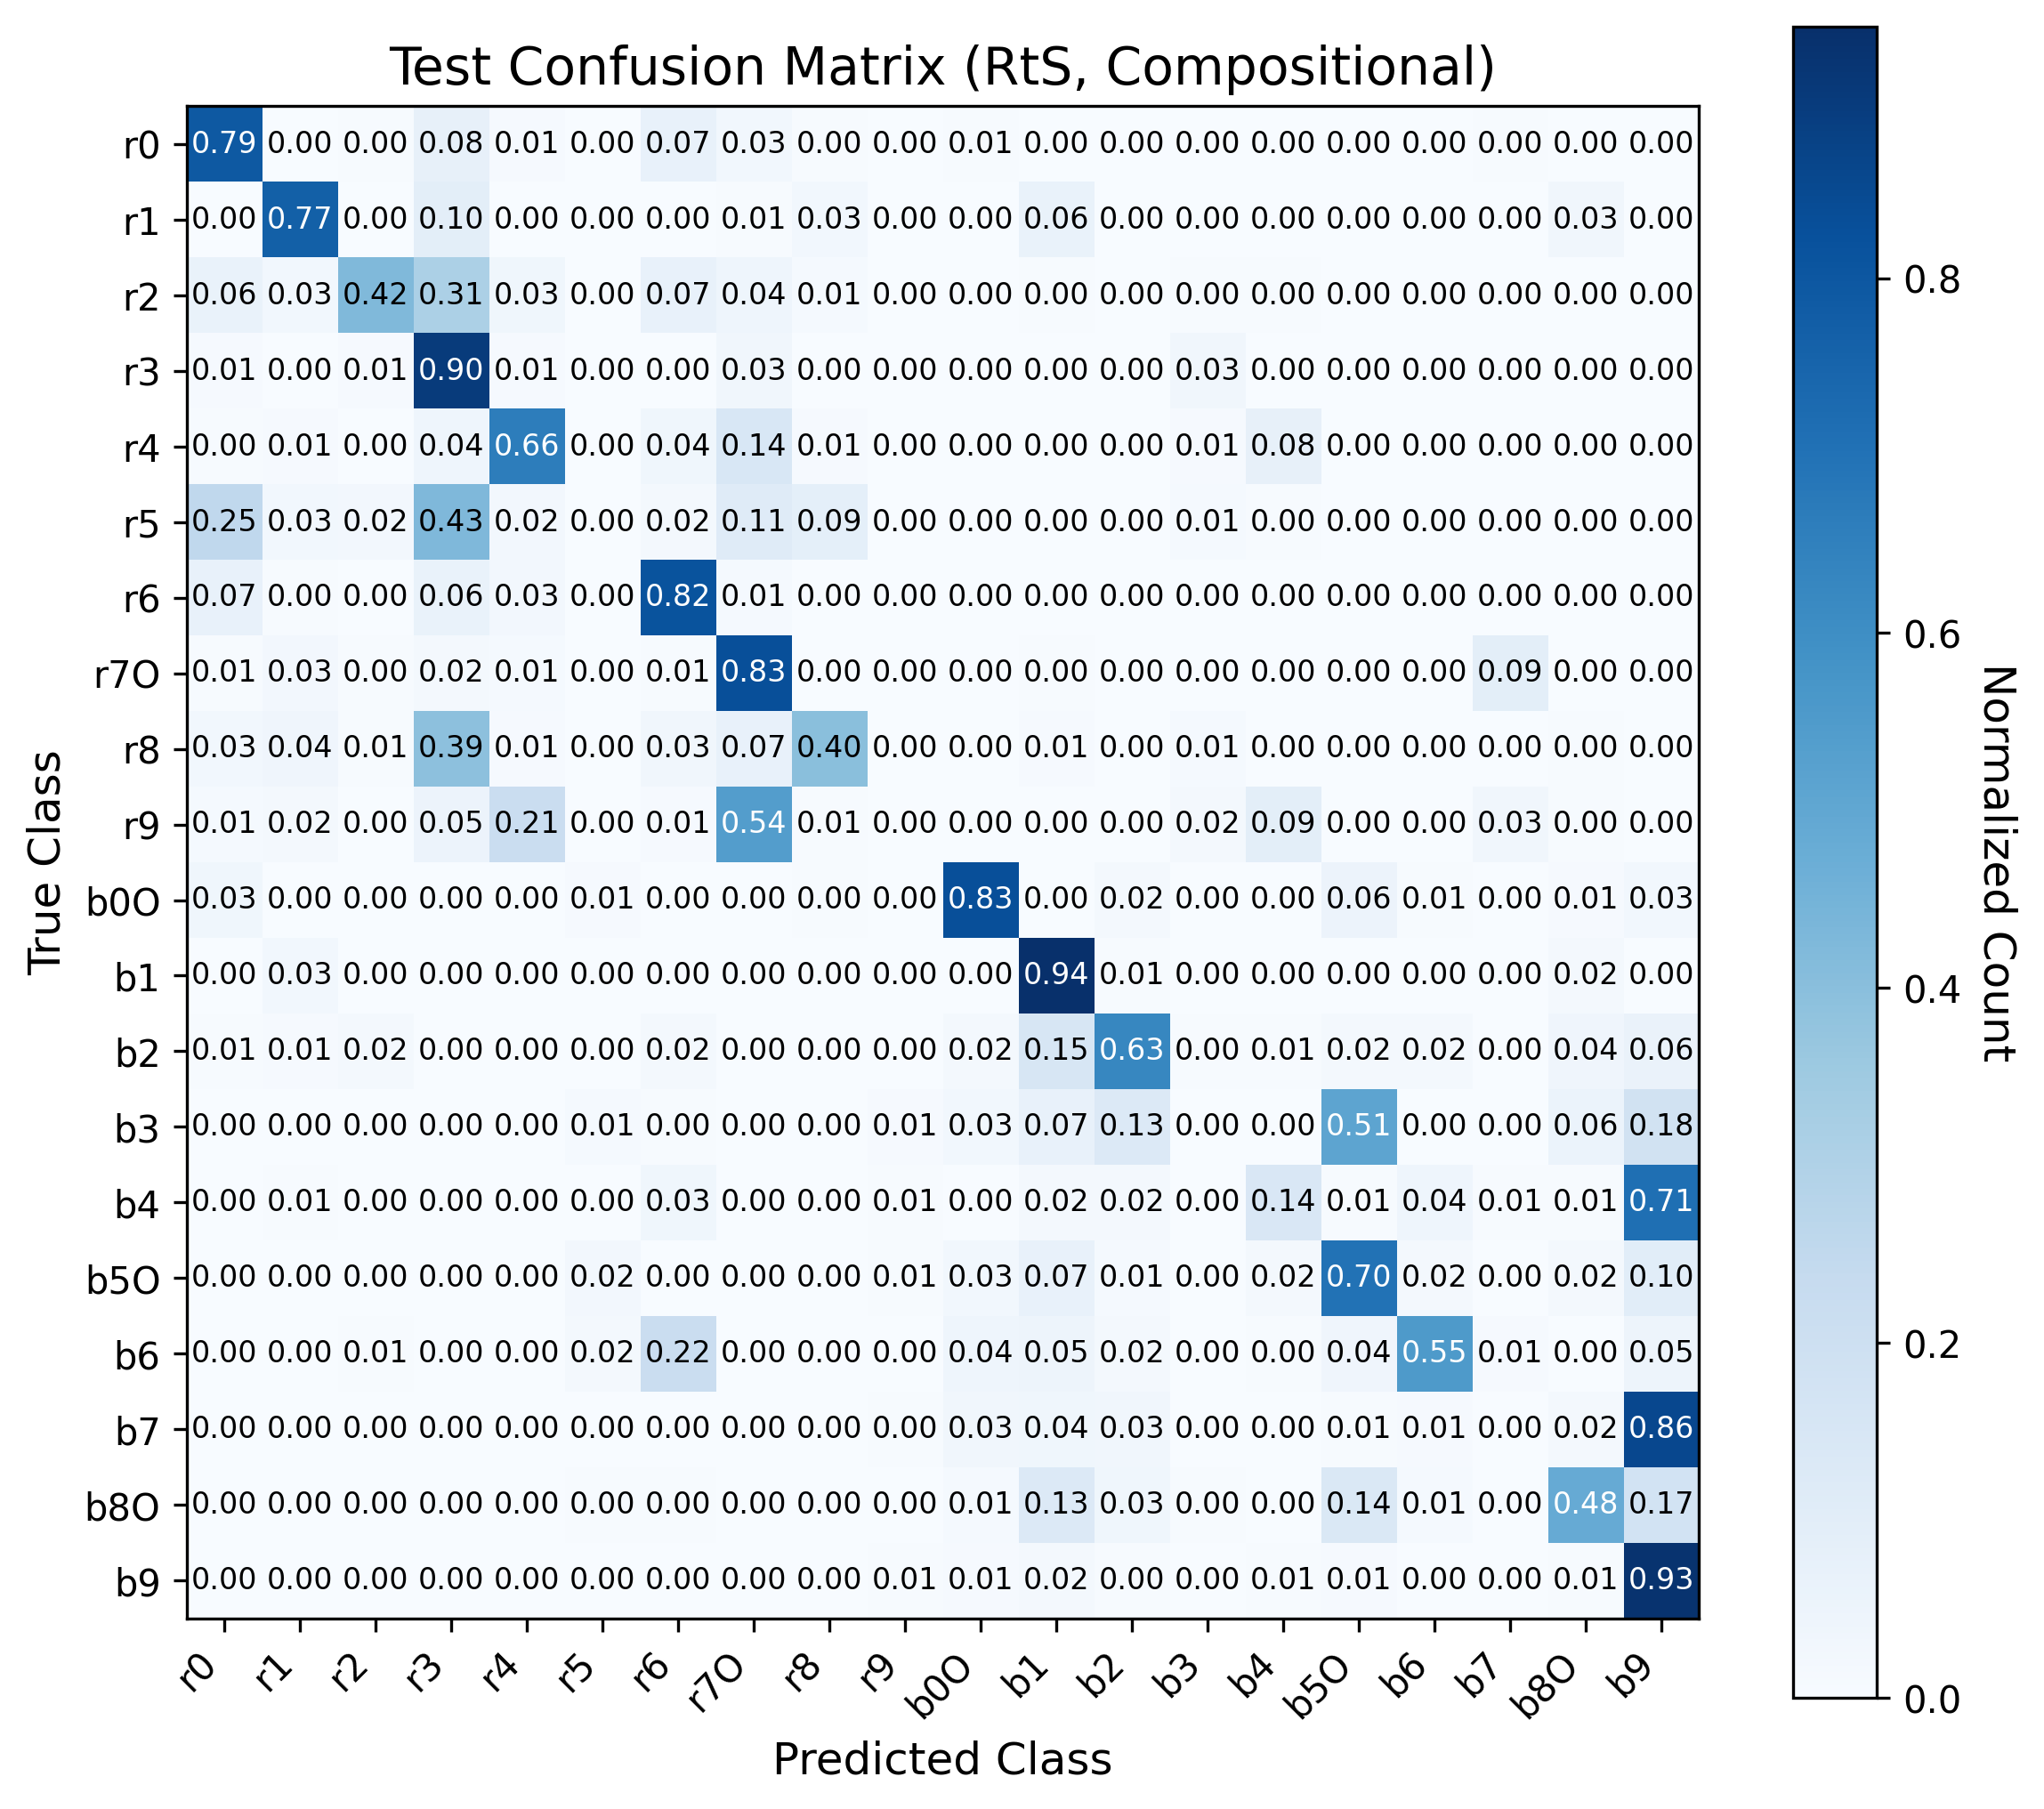 Test Confusion Matrix (RtS, Compositional)
r0 0.79 0.00 0.00 0.08 0.01 0.00 0.07 0.03 0.00 0.00 0.01 0.00 0.00 0.00 0.00 0.00 0.00 0.00 0.00 0.00
r1 0.00 0.77 0.00 0.10 0.00 0.00 0.00 0.01 0.03 0.00 0.00 0.06 0.00 0.00 0.00 0.00 0.00 0.00 0.03 0.00
r2 0.06 0.03 0.42 0.31 0.03 0.00 0.07 0.04 0.01 0.00 0.00 0.00 0.00 0.00 0.00 0.00 0.00 0.00 0.00 0.00
r3 0.01 0.00 0.01 0.90 0.01 0.00 0.00 0.03 0.00 0.00 0.00 0.00 0.00 0.03 0.00 0.00 0.00 0.00 0.00 0.00
r4 0.00 0.01 0.00 0.04 0.66 0.00 0.04 0.14 0.01 0.00 0.00 0.00 0.00 0.01 0.08 0.00 0.00 0.00 0.00 0.00
r5 0.25 0.03 0.02 0.43 0.02 0.00 0.02 0.11 0.09 0.00 0.00 0.00 0.00 0.01 0.00 0.00 0.00 0.00 0.00 0.00
r6 0.07 0.00 0.00 0.06 0.03 0.00 0.82 0.01 0.00 0.00 0.00 0.00 0.00 0.00 0.00 0.00 0.00 0.00 0.00 0.00
r7O 0.01 0.03 0.00 0.02 0.01 0.00 0.01 0.83 0.00 0.00 0.00 0.00 0.00 0.00 0.00 0.00 0.00 0.09 0.00 0.00
r8 0.03 0.04 0.01 0.39 0.01 0.00 0.03 0.07 0.40 0.00 0.00 0.01 0.00 0.01 0.00 0.00 0.00 0.00 0.00 0.00
r9 0.01 0.02 0.00 0.05 0.21 0.00 0.01 0.54 0.01 0.00 0.00 0.00 0.00 0.02 0.09 0.00 0.00 0.03 0.00 0.00
b0O 0.03 0.00 0.00 0.00 0.00 0.01 0.00 0.00 0.00 0.00 0.83 0.00 0.02 0.00 0.00 0.06 0.01 0.00 0.01 0.03
b1 0.00 0.03 0.00 0.00 0.00 0.00 0.00 0.00 0.00 0.00 0.00 0.94 0.01 0.00 0.00 0.00 0.00 0.00 0.02 0.00
b2 0.01 0.01 0.02 0.00 0.00 0.00 0.02 0.00 0.00 0.00 0.02 0.15 0.63 0.00 0.01 0.02 0.02 0.00 0.04 0.06
b3 0.00 0.00 0.00 0.00 0.00 0.01 0.00 0.00 0.00 0.01 0.03 0.07 0.13 0.00 0.00 0.51 0.00 0.00 0.06 0.18
b4 0.00 0.01 0.00 0.00 0.00 0.00 0.03 0.00 0.00 0.01 0.00 0.02 0.02 0.00 0.14 0.01 0.04 0.01 0.01 0.71
b5O 0.00 0.00 0.00 0.00 0.00 0.02 0.00 0.00 0.00 0.01 0.03 0.07 0.01 0.00 0.02 0.70 0.02 0.00 0.02 0.10
b6 0.00 0.00 0.01 0.00 0.00 0.02 0.22 0.00 0.00 0.00 0.04 0.05 0.02 0.00 0.00 0.04 0.55 0.01 0.00 0.05
b7 0.00 0.00 0.00 0.00 0.00 0.00 0.00 0.00 0.00 0.00 0.03 0.04 0.03 0.00 0.00 0.01 0.01 0.00 0.02 0.86
b8O 0.00 0.00 0.00 0.00 0.00 0.00 0.00 0.00 0.00 0.00 0.01 0.13 0.03 0.00 0.00 0.14 0.01 0.00 0.48 0.17
b9 0.00 0.00 0.00 0.00 0.00 0.00 0.00 0.00 0.00 0.01 0.01 0.02 0.00 0.00 0.01 0.01 0.00 0.00 0.01 0.93
r0 r1 r2 r3 r4 r5 r6 r7O r8 r9 b0O b1 b2 b3 b4 b5O b6 b7 b8O b9
Predicted Class
True Class
0.8
0.6
0.4
0.2
0.0
Normalized Count